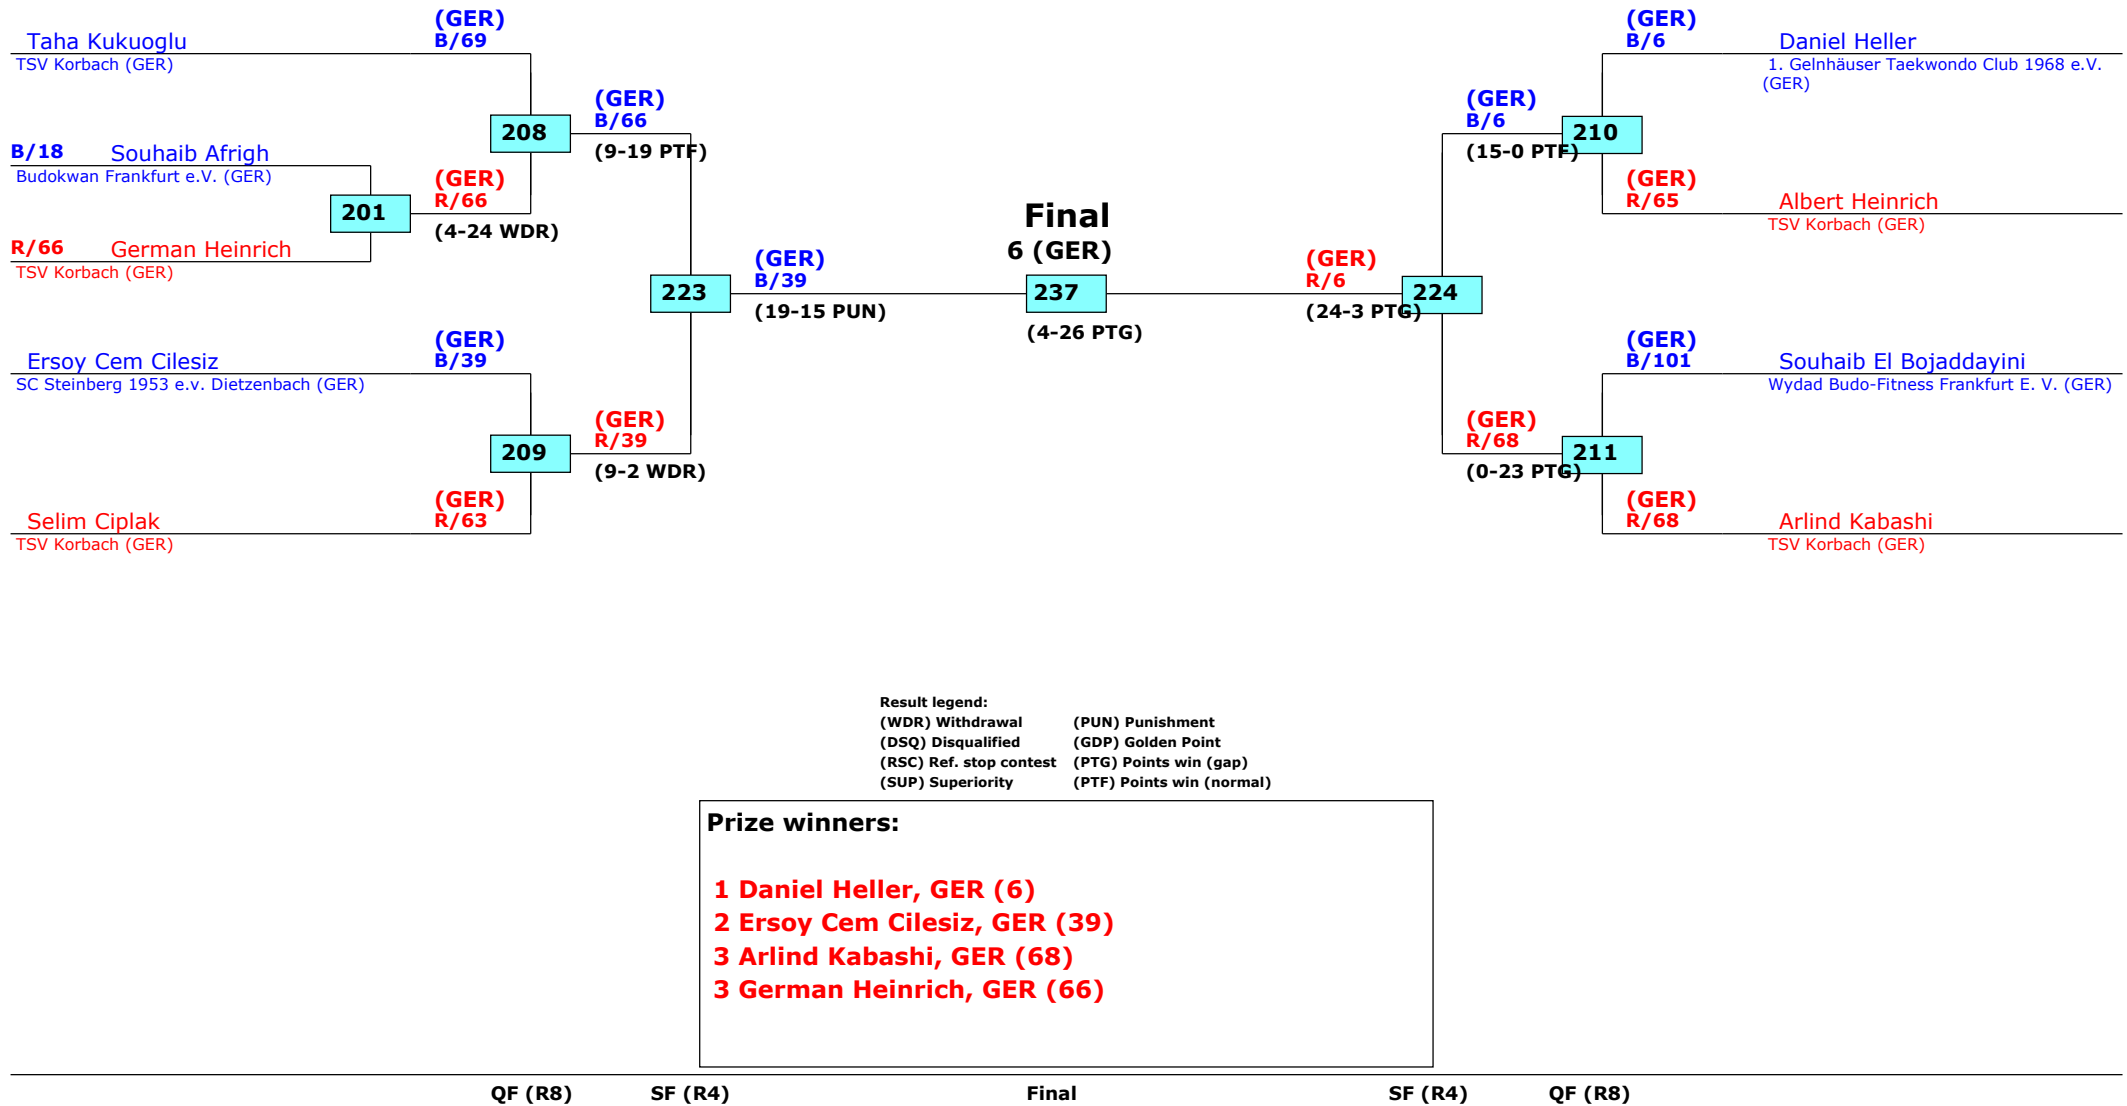 (GER)
B/69
Taha Kukuoglu
TSV Korbach (GER)
(GER)
B/66
208
(9-19 PTF)
B/18 Souhaib Afrigh
Budokwan Frankfurt e.V. (GER)
(GER)
R/66
201
(4-24 WDR)
R/66 German Heinrich
TSV Korbach (GER)
(GER)
B/39
223
(19-15 PUN)
(GER)
B/39
Ersoy Cem Cilesiz
SC Steinberg 1953 e.v. Dietzenbach (GER)
(GER)
R/39
209
(9-2 WDR)
(GER)
R/63
Selim Ciplak
TSV Korbach (GER)
Final
6 (GER)
237
(4-26 PTG)
(GER)
R/6
224
(24-3 PTG)
(GER)
B/6
210
(15-0 PTF)
(GER)
B/6
Daniel Heller
1. Gelnhäuser Taekwondo Club 1968 e.V.
(GER)
(GER)
R/65
Albert Heinrich
TSV Korbach (GER)
(GER)
B/101
Souhaib El Bojaddayini
Wydad Budo-Fitness Frankfurt E. V. (GER)
(GER)
R/68
211
(0-23 PTG)
(GER)
R/68
Arlind Kabashi
TSV Korbach (GER)
Result legend:
(WDR) Withdrawal (PUN) Punishment
(DSQ) Disqualified (GDP) Golden Point
(RSC) Ref. stop contest (PTG) Points win (gap)
(SUP) Superiority (PTF) Points win (normal)
Prize winners:
1 Daniel Heller, GER (6)
2 Ersoy Cem Cilesiz, GER (39)
3 Arlind Kabashi, GER (68)
3 German Heinrich, GER (66)
QF (R8) SF (R4) Final SF (R4) QF (R8)